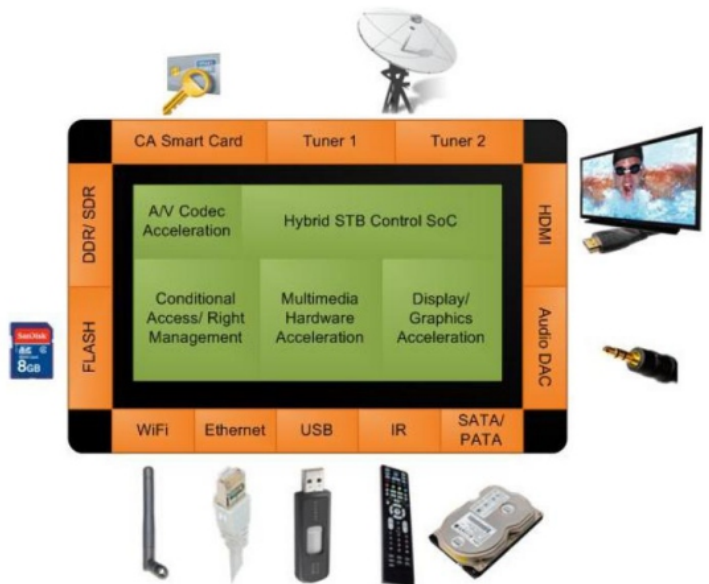 CA Smart Card
Tuner 1
Tuner 2
DDR/ SDR
FLASH
A/V Codec
Acceleration
Hybrid STB Control SoC
Conditional
Access/ Right
Management
Multimedia
Hardware
Acceleration
Display/
Graphics
Acceleration
HDMI
Audio DAC
SanDisk
8GB
WiFi
Ethernet
USB
IR
SATA/
PATA